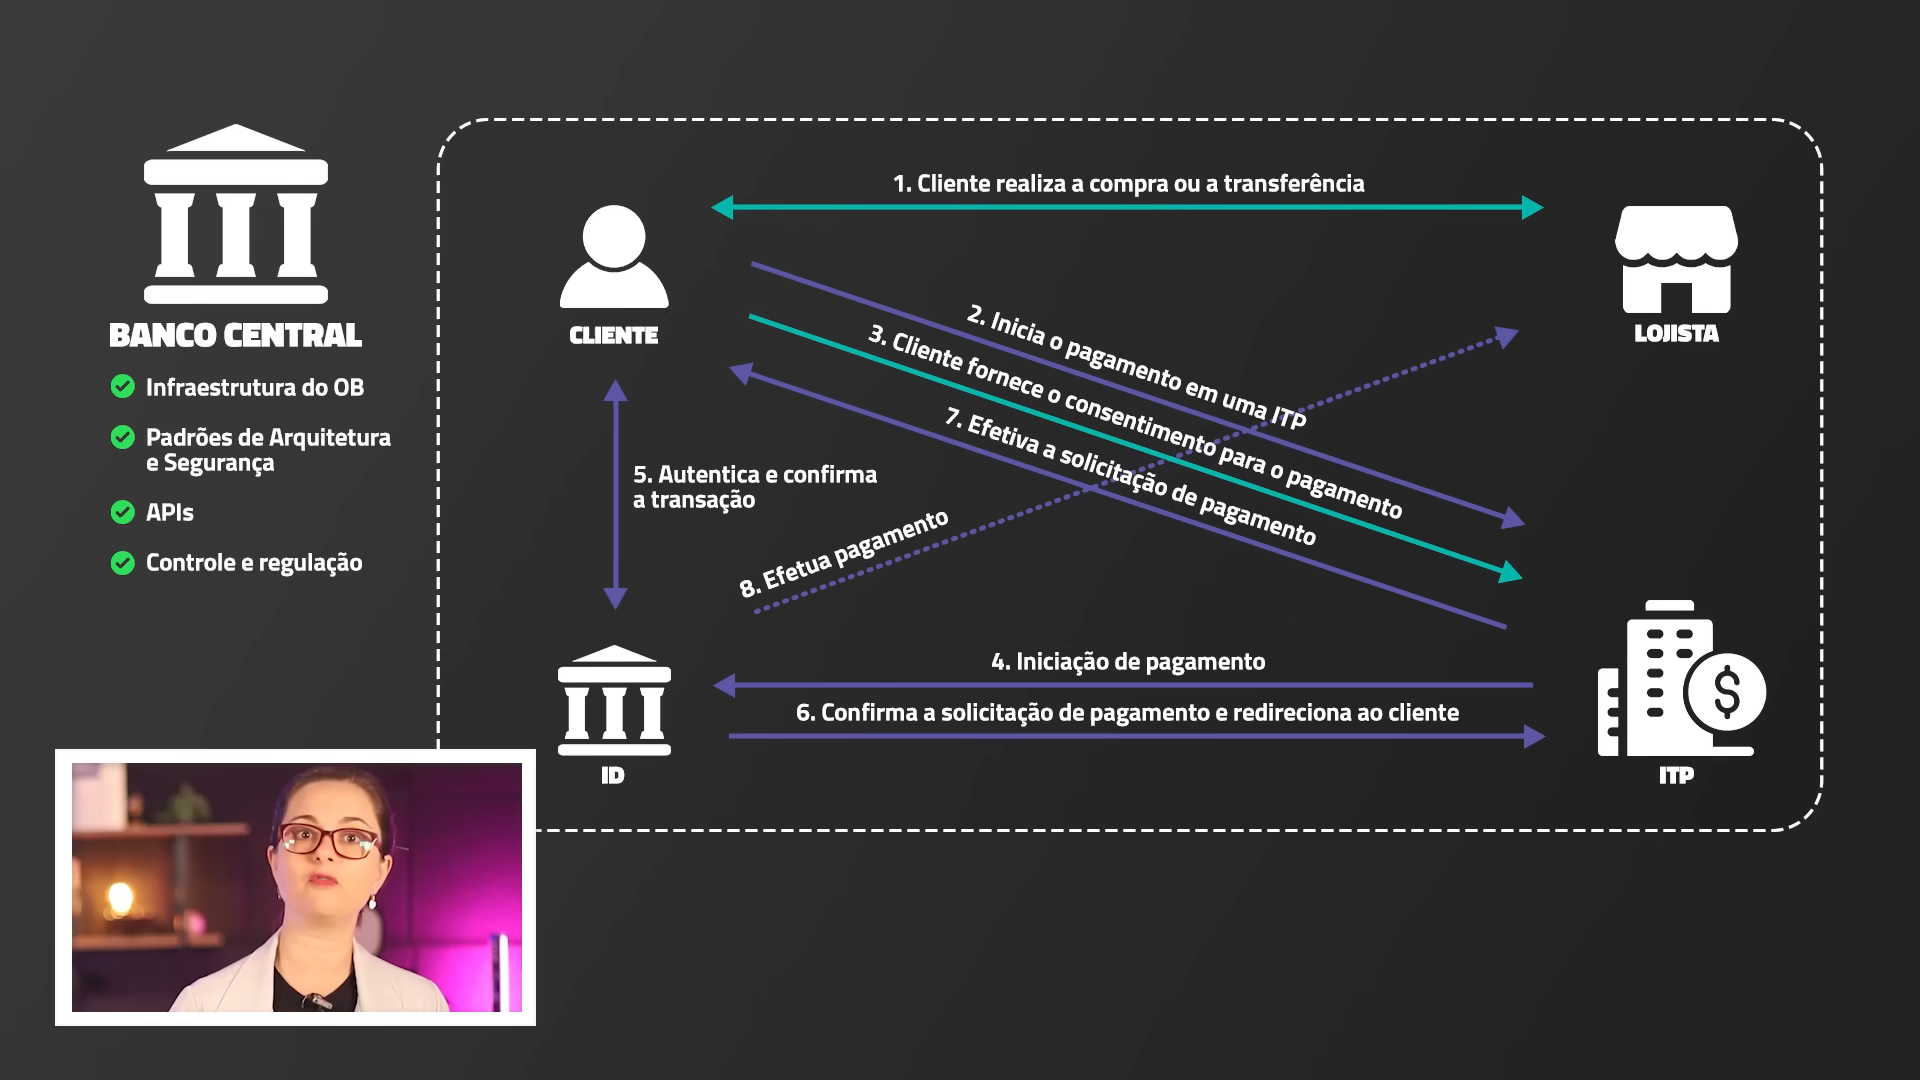 BANCO CENTRAL
Infraestrutura do OB
Padrões de Arquitetura
e Segurança
APIs
Controle e regulação
1. Cliente realiza a compra ou a transferência
CLIENTE
LOJISTA
2. Inicia o pagamento em uma ITP
3. Cliente fornece o consentimento para o pagamento
7. Efetiva a solicitação de pagamento
5. Autentica e confirma
a transação
8. Efetua pagamento
4. Iniciação de pagamento
6. Confirma a solicitação de pagamento e redireciona ao cliente
ID
$
ITP